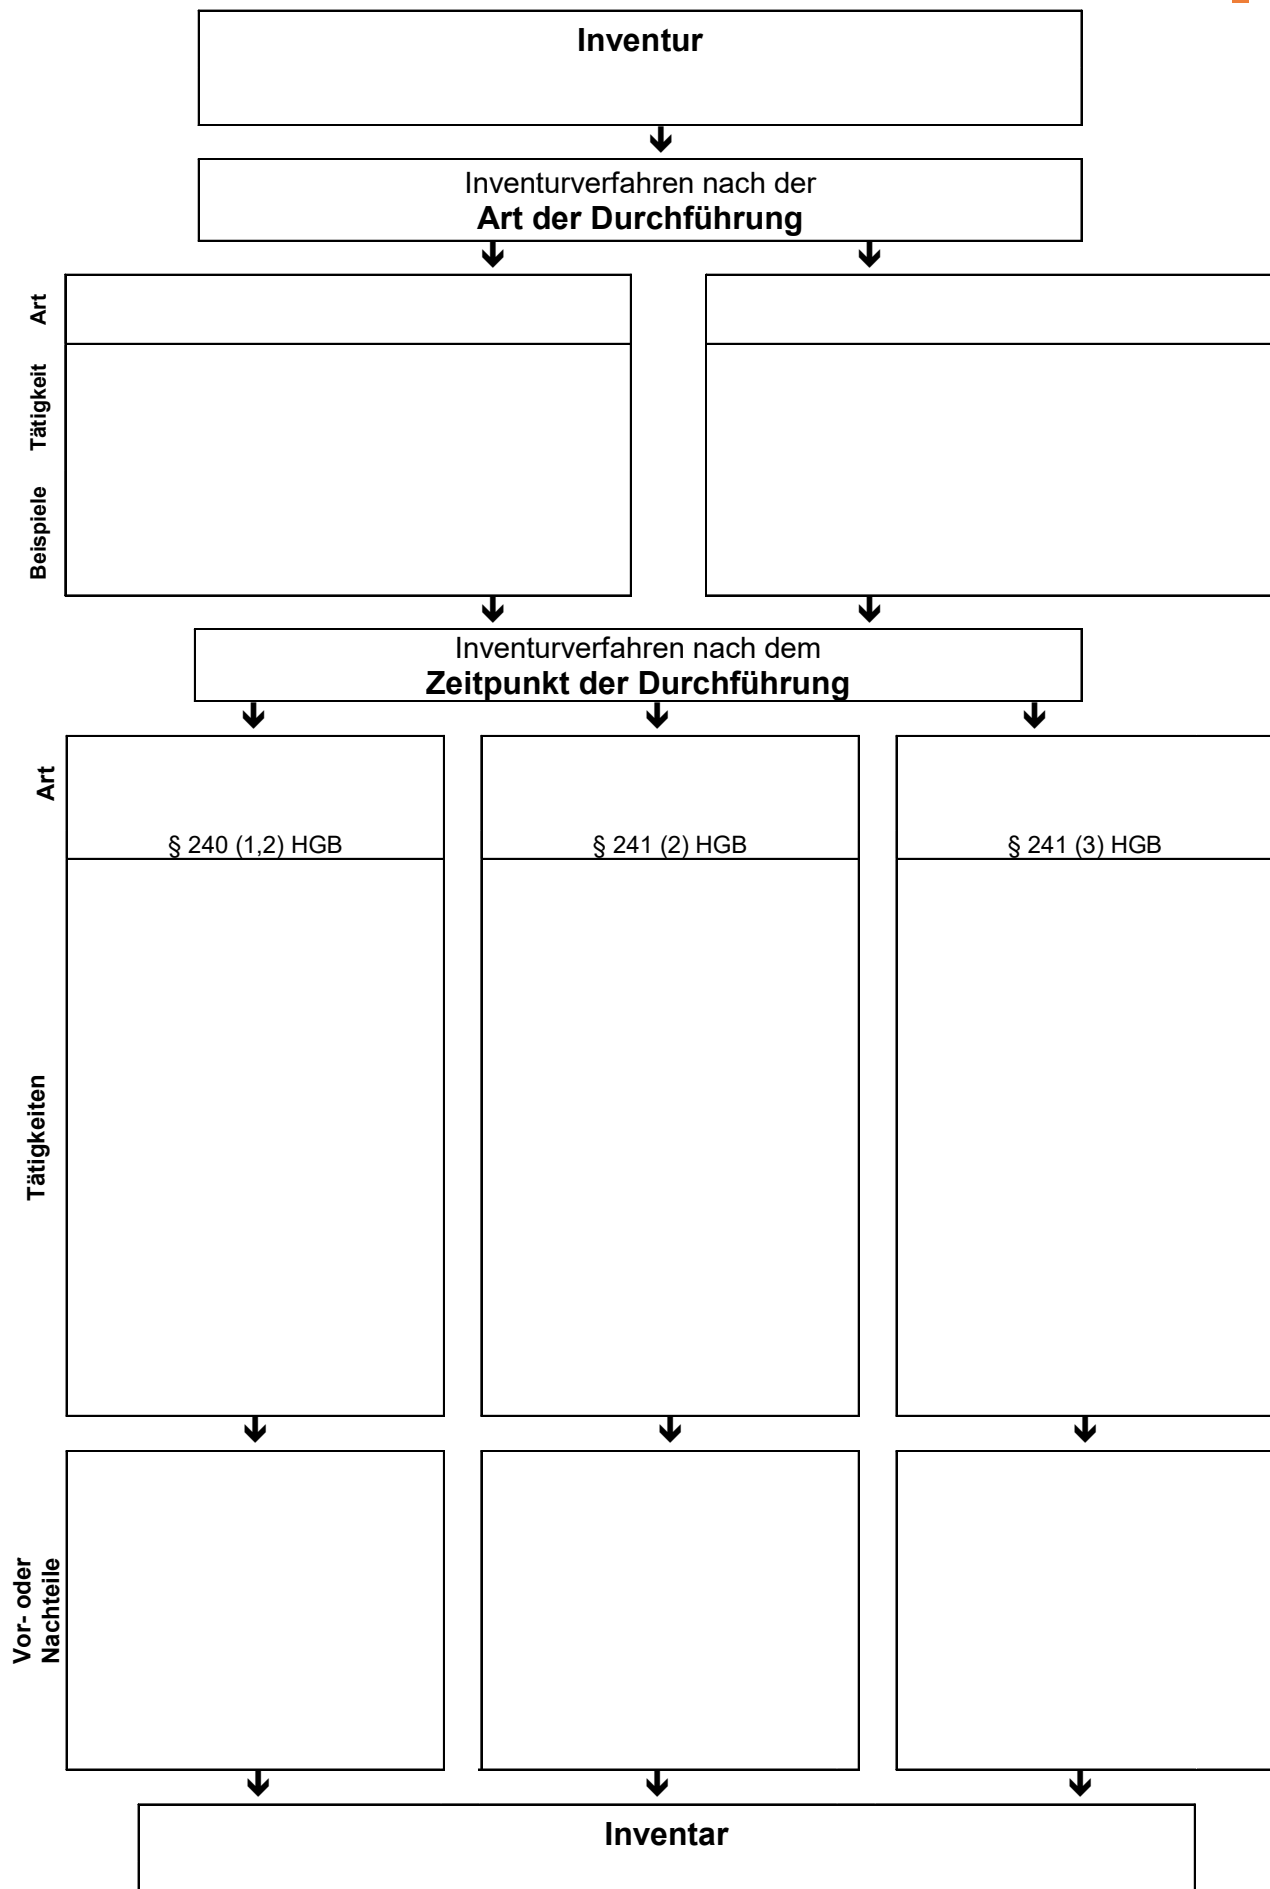 Inventur
Inventurverfahren nach der
Art der Durchführung
Art
Tätigkeit
Beispiele
Inventurverfahren nach dem
Zeitpunkt der Durchführung
Art
§ 240 (1,2) HGB
§ 241 (2) HGB
§ 241 (3) HGB
Tätigkeiten
Vor- oder
Nachteile
Inventar